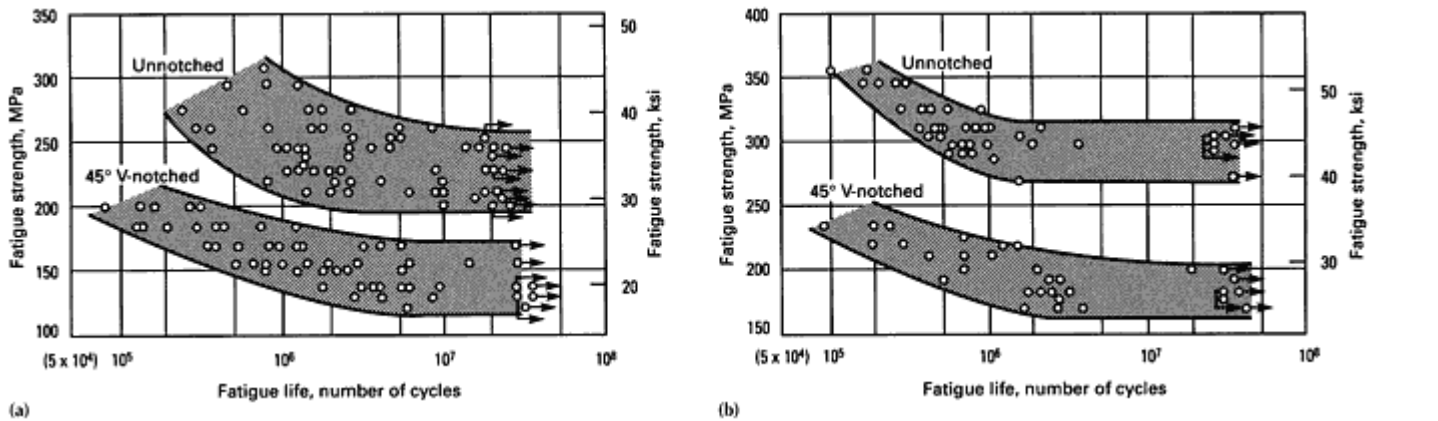 350
300
250
200
150
100
Fatigue strength, MPa
Unnotched
45° V-notched
50
40
30
20
Fatigue strength, ksi
(5 x 10⁴) 10⁵ 10⁶ 10⁷ 10⁸
Fatigue life, number of cycles
(a)
400
350
300
250
200
150
Fatigue strength, MPa
Unnotched
45° V-notched
50
40
30
Fatigue strength, ksi
(5 x 10⁴) 10⁵ 10⁶ 10⁷ 10⁸
Fatigue life, number of cycles
(b)